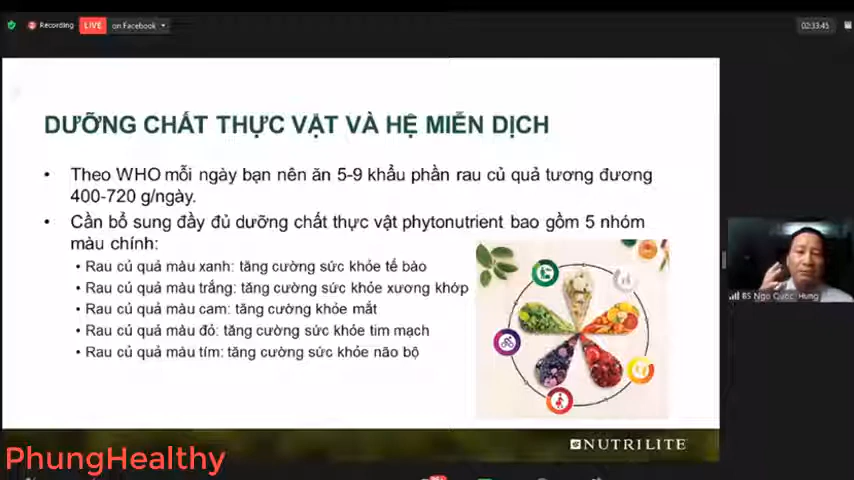 Recording
LIVE
on Facebook
02:33:45
DƯỠNG CHẤT THỰC VẬT VÀ HỆ MIỄN DỊCH
• Theo WHO mỗi ngày bạn nên ăn 5-9 khẩu phần rau củ quả tương đương
400-720 g/ngày.
• Cần bổ sung đầy đủ dưỡng chất thực vật phytonutrient bao gồm 5 nhóm
màu chính:
• Rau củ quả màu xanh: tăng cường sức khỏe tế bào
• Rau củ quả màu trắng: tăng cường sức khỏe xương khớp
• Rau củ quả màu cam: tăng cường khỏe mắt
• Rau củ quả màu đỏ: tăng cường sức khỏe tim mạch
• Rau củ quả màu tím: tăng cường sức khỏe não bộ
BS Ngo Quoc Hung
NUTRILITE
PhungHealthy